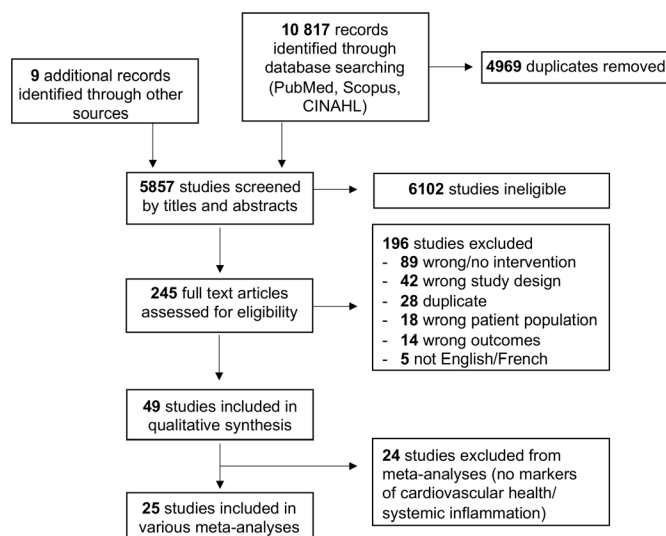 10 817 records
identified through
database searching
(PubMed, Scopus,
CINAHL)
9 additional records
identified through other
sources
4969 duplicates removed
5857 studies screened
by titles and abstracts
6102 studies ineligible
196 studies excluded
- 89 wrong/no intervention
- 42 wrong study design
- 28 duplicate
- 18 wrong patient population
- 14 wrong outcomes
- 5 not English/French
245 full text articles
assessed for eligibility
49 studies included in
qualitative synthesis
24 studies excluded from
meta-analyses (no markers
of cardiovascular health/
systemic inflammation)
25 studies included in
various meta-analyses